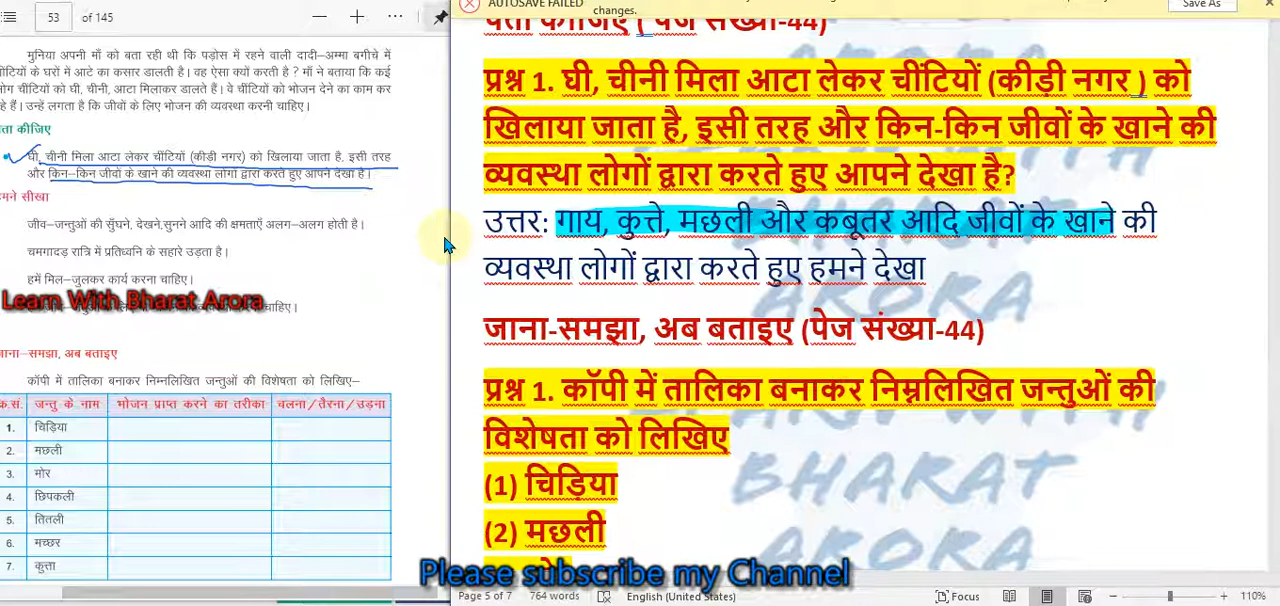 53 of 145
मुनिया अपनी माँ को बता रही थी कि पड़ोस में रहने वाली दादी–अम्मा बगीचे में
चींटियों के घरों में आटे का कसार डालती है। वह ऐसा क्यों करती है ? माँ ने बताया कि कई
लोग चींटियों को घी, चीनी, आटा मिलाकर डालते हैं। वे चींटियों को भोजन देने का काम कर
रहे हैं। उन्हें लगता है कि जीवों के लिए भोजन की व्यवस्था करनी चाहिए।
पता कीजिए
घी, चीनी मिला आटा लेकर चींटियों (कीड़ी नगर) को खिलाया जाता है, इसी तरह
और किन–किन जीवों के खाने की व्यवस्था लोगों द्वारा करते हुए आपने देखा है।
हमने सीखा
जीव–जन्तुओं की सूँघने, देखने,सुनने आदि की क्षमताएँ अलग–अलग होती है।
चमगादड़ रात्रि में प्रतिध्वनि के सहारे उड़ता है।
हमें मिल–जुलकर कार्य करना चाहिए।
Learn With Bharat Arora
चाहिए।
जाना–समझा, अब बताइए
कॉपी में तालिका बनाकर निम्नलिखित जन्तुओं की विशेषता को लिखिए–
क्र.सं. जन्तु के नाम भोजन प्राप्त करने का तरीका चलना/तैरना/उड़ना
1. चिड़िया
2. मछली
3. मोर
4. छिपकली
5. तितली
6. मच्छर
7. कुत्ता
AUTOSAVE FAILED
changes.
Save As
पता कीजिए ( पेज संख्या-44)
प्रश्न 1. घी, चीनी मिला आटा लेकर चींटियों (कीड़ी नगर ) को
खिलाया जाता है, इसी तरह और किन-किन जीवों के खाने की
व्यवस्था लोगों द्वारा करते हुए आपने देखा है?
उत्तर: गाय, कुत्ते, मछली और कबूतर आदि जीवों के खाने की
व्यवस्था लोगों द्वारा करते हुए हमने देखा
जाना-समझा, अब बताइए (पेज संख्या-44)
प्रश्न 1. कॉपी में तालिका बनाकर निम्नलिखित जन्तुओं की
विशेषता को लिखिए
(1) चिड़िया
(2) मछली
BHARAT
ARORA
Please subscribe my Channel
Page 5 of 7 764 words English (United States) Focus 110%